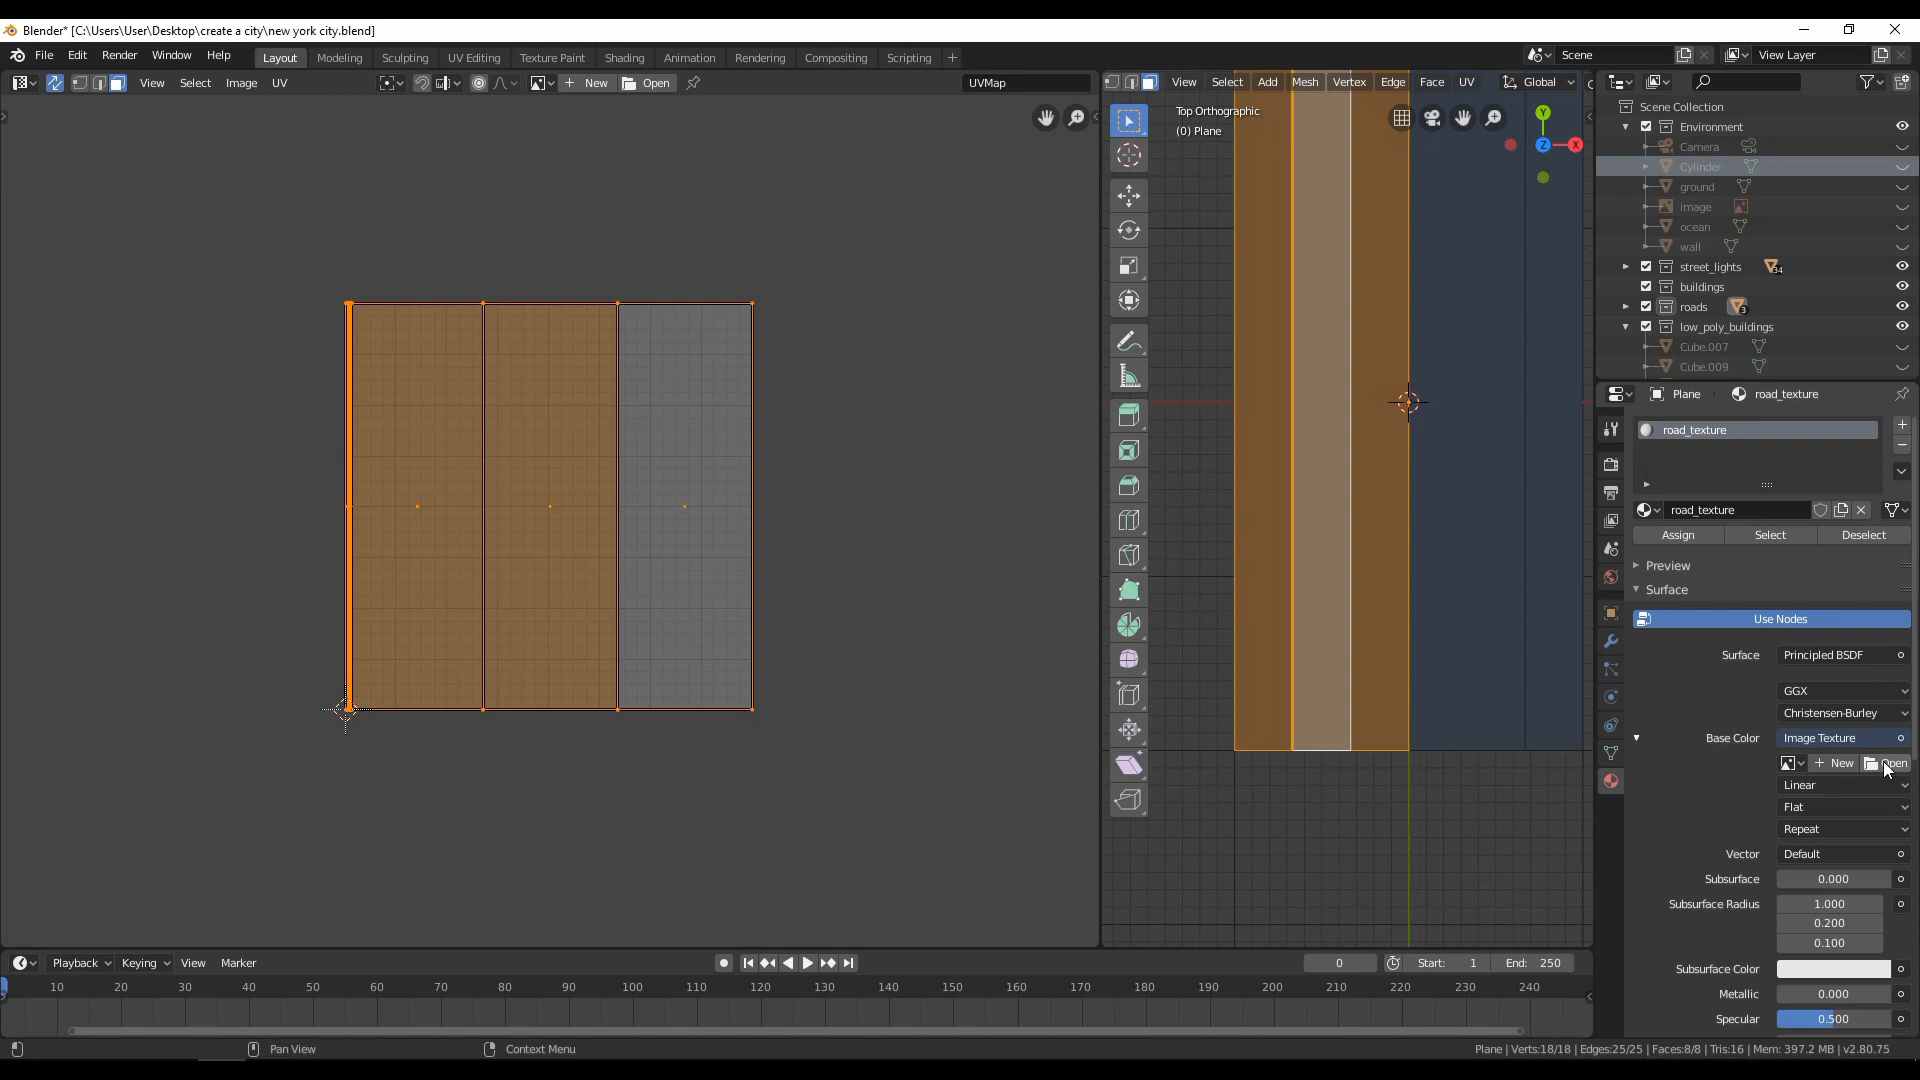 Blender* [C:\Users\User\Desktop\create a city\new york city.blend]
File Edit Render Window Help Layout Modeling Sculpting UV Editing Texture Paint Shading Animation Rendering Compositing Scripting + Scene View Layer
View Select Image UV + New Open UVMap
View Select Add Mesh Vertex Edge Face UV Global
Top Orthographic
(0) Plane
Y
Z
X
Scene Collection
Environment
Camera
Cylinder
ground
image
ocean
wall
street_lights 34
buildings
roads 3
low_poly_buildings
Cube.007
Cube.009
Plane road_texture
road_texture
road_texture
Assign Select Deselect
Preview
Surface
Use Nodes
Surface Principled BSDF
GGX
Christensen-Burley
Base Color Image Texture
+ New Open
Linear
Flat
Repeat
Vector Default
Subsurface 0.000
Subsurface Radius 1.000
0.200
0.100
Subsurface Color
Metallic 0.000
Specular 0.500
Playback Keying View Marker 0 Start: 1 End: 250
10 20 30 40 50 60 70 80 90 100 110 120 130 140 150 160 170 180 190 200 210 220 230 240
Pan View Context Menu Plane | Verts:18/18 | Edges:25/25 | Faces:8/8 | Tris:16 | Mem: 397.2 MB | v2.80.75